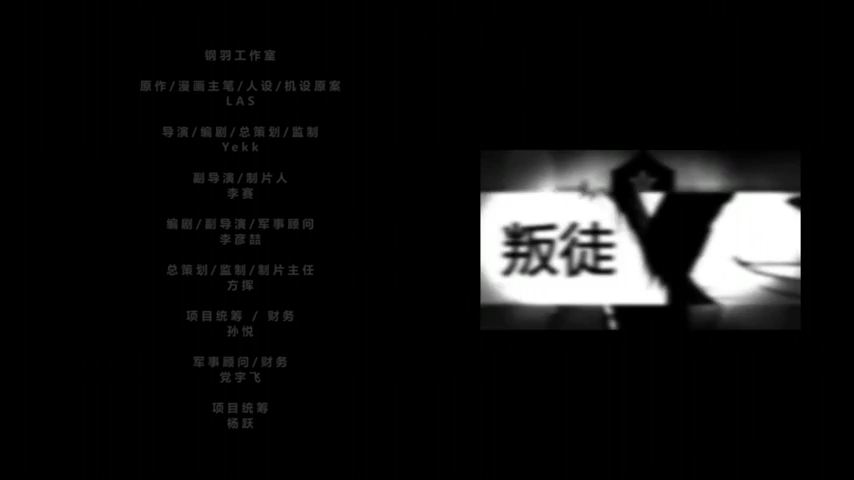 钢羽工作室
原作/漫画主笔/人设/机设原案
LAS
导演/编剧/总策划/监制
Yekk
副导演/制片人
李赛
编剧/副导演/军事顾问
李彦喆
总策划/监制/制片主任
方挥
项目统筹 / 财务
孙悦
军事顾问/财务
党宇飞
项目统筹
杨跃
叛徒